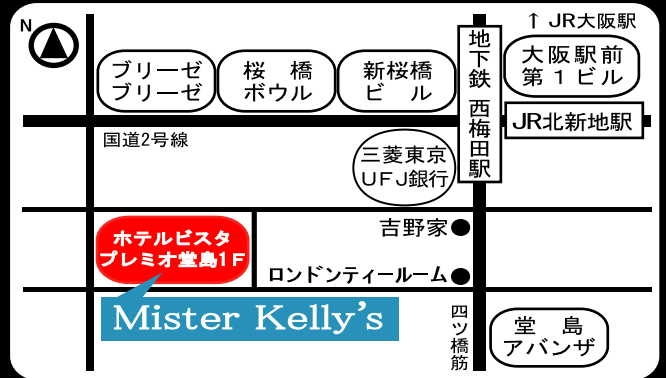 N
↑ JR大阪駅
ブリーゼ
ブリーゼ
桜 橋
ボウル
新桜橋
ビ ル
地下鉄 西梅田駅
大阪駅前
第1ビル
JR北新地駅
国道2号線
三菱東京
UFJ銀行
吉野家
ホテルビスタ
プレミオ堂島1F
ロンドンティールーム
Mister Kelly's
四ツ橋筋
堂 島
アバンザ